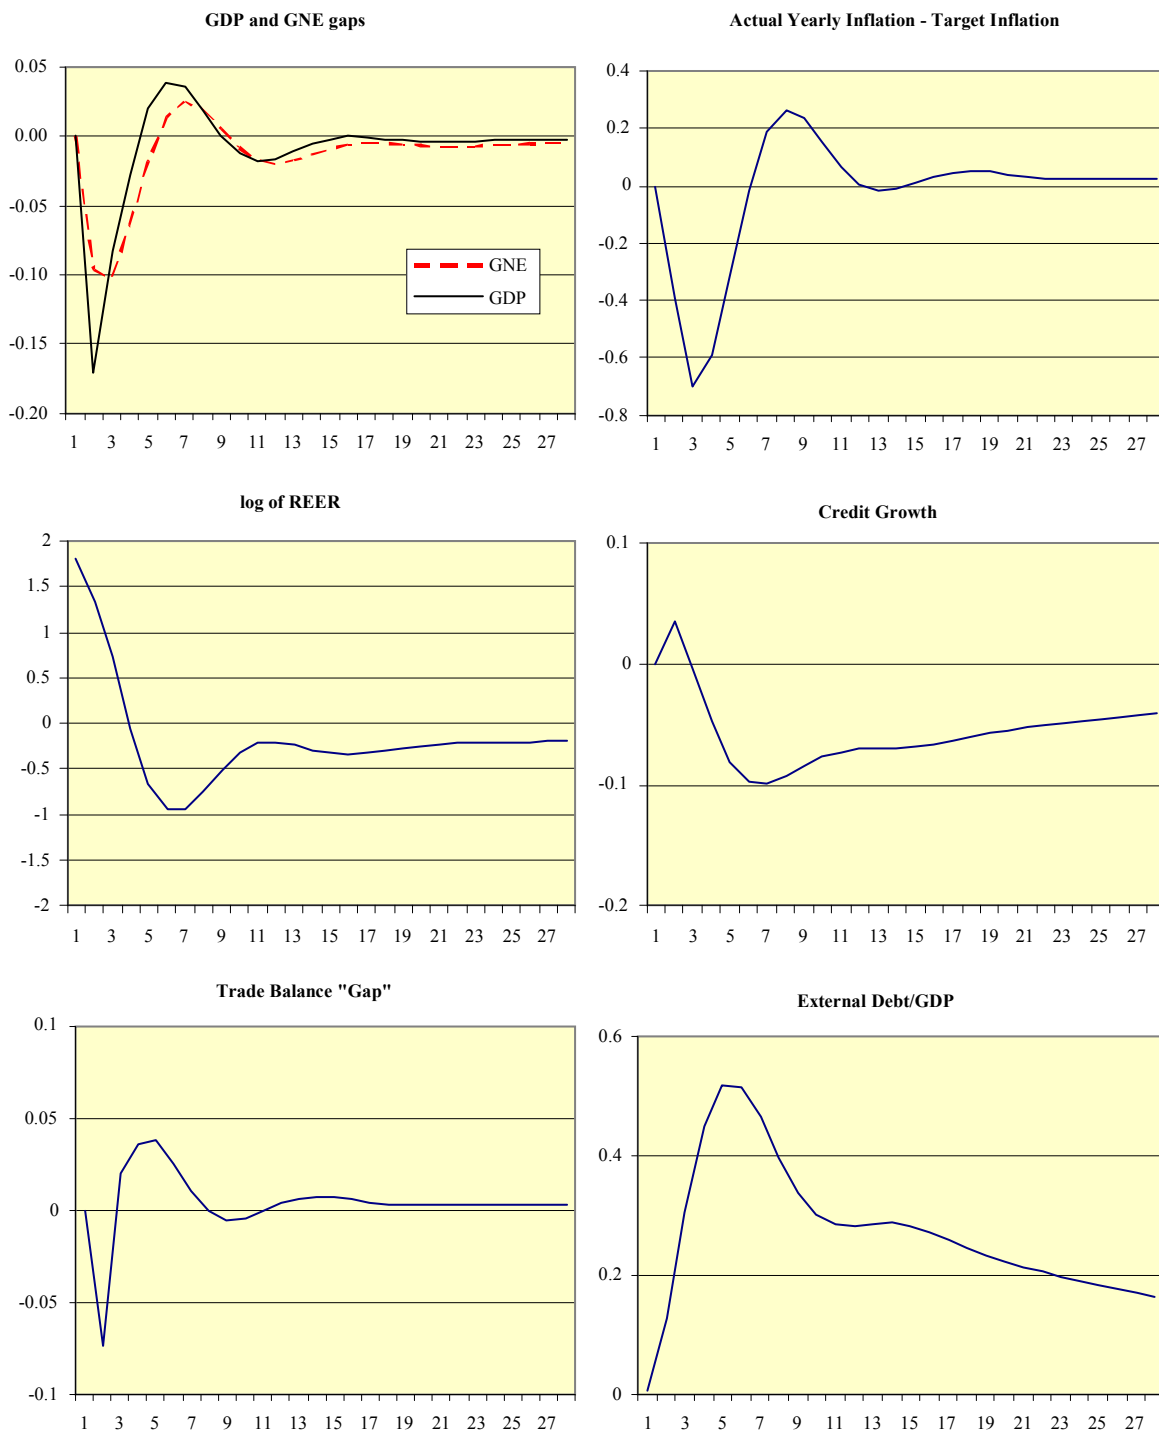 GDP and GNE gaps
0.05
0.00
-0.05
-0.10
-0.15
-0.20
1 3 5 7 9 11 13 15 17 19 21 23 25 27
GNE
GDP
Actual Yearly Inflation - Target Inflation
0.4
0.2
0
-0.2
-0.4
-0.6
-0.8
1 3 5 7 9 11 13 15 17 19 21 23 25 27
log of REER
2
1.5
1
0.5
0
-0.5
-1
-1.5
-2
1 3 5 7 9 11 13 15 17 19 21 23 25 27
Credit Growth
0.1
0
-0.1
-0.2
1 3 5 7 9 11 13 15 17 19 21 23 25 27
Trade Balance "Gap"
0.1
0.05
0
-0.05
-0.1
1 3 5 7 9 11 13 15 17 19 21 23 25 27
External Debt/GDP
0.6
0.4
0.2
0
1 3 5 7 9 11 13 15 17 19 21 23 25 27